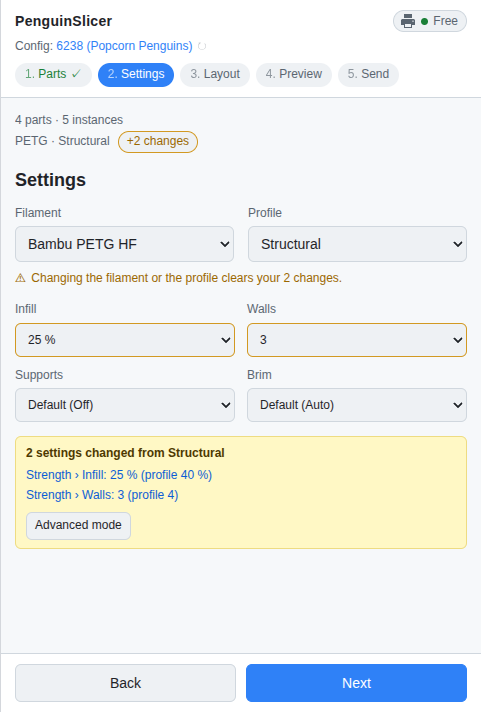 PenguinSlicer
Free
Config: 6238 (Popcorn Penguins)
1. Parts ✓
2. Settings
3. Layout
4. Preview
5. Send
4 parts · 5 instances
PETG · Structural
+2 changes
Settings
Filament
Profile
Bambu PETG HF
Structural
⚠ Changing the filament or the profile clears your 2 changes.
Infill
Walls
25 %
3
Supports
Brim
Default (Off)
Default (Auto)
2 settings changed from Structural
Strength › Infill: 25 % (profile 40 %)
Strength › Walls: 3 (profile 4)
Advanced mode
Back
Next